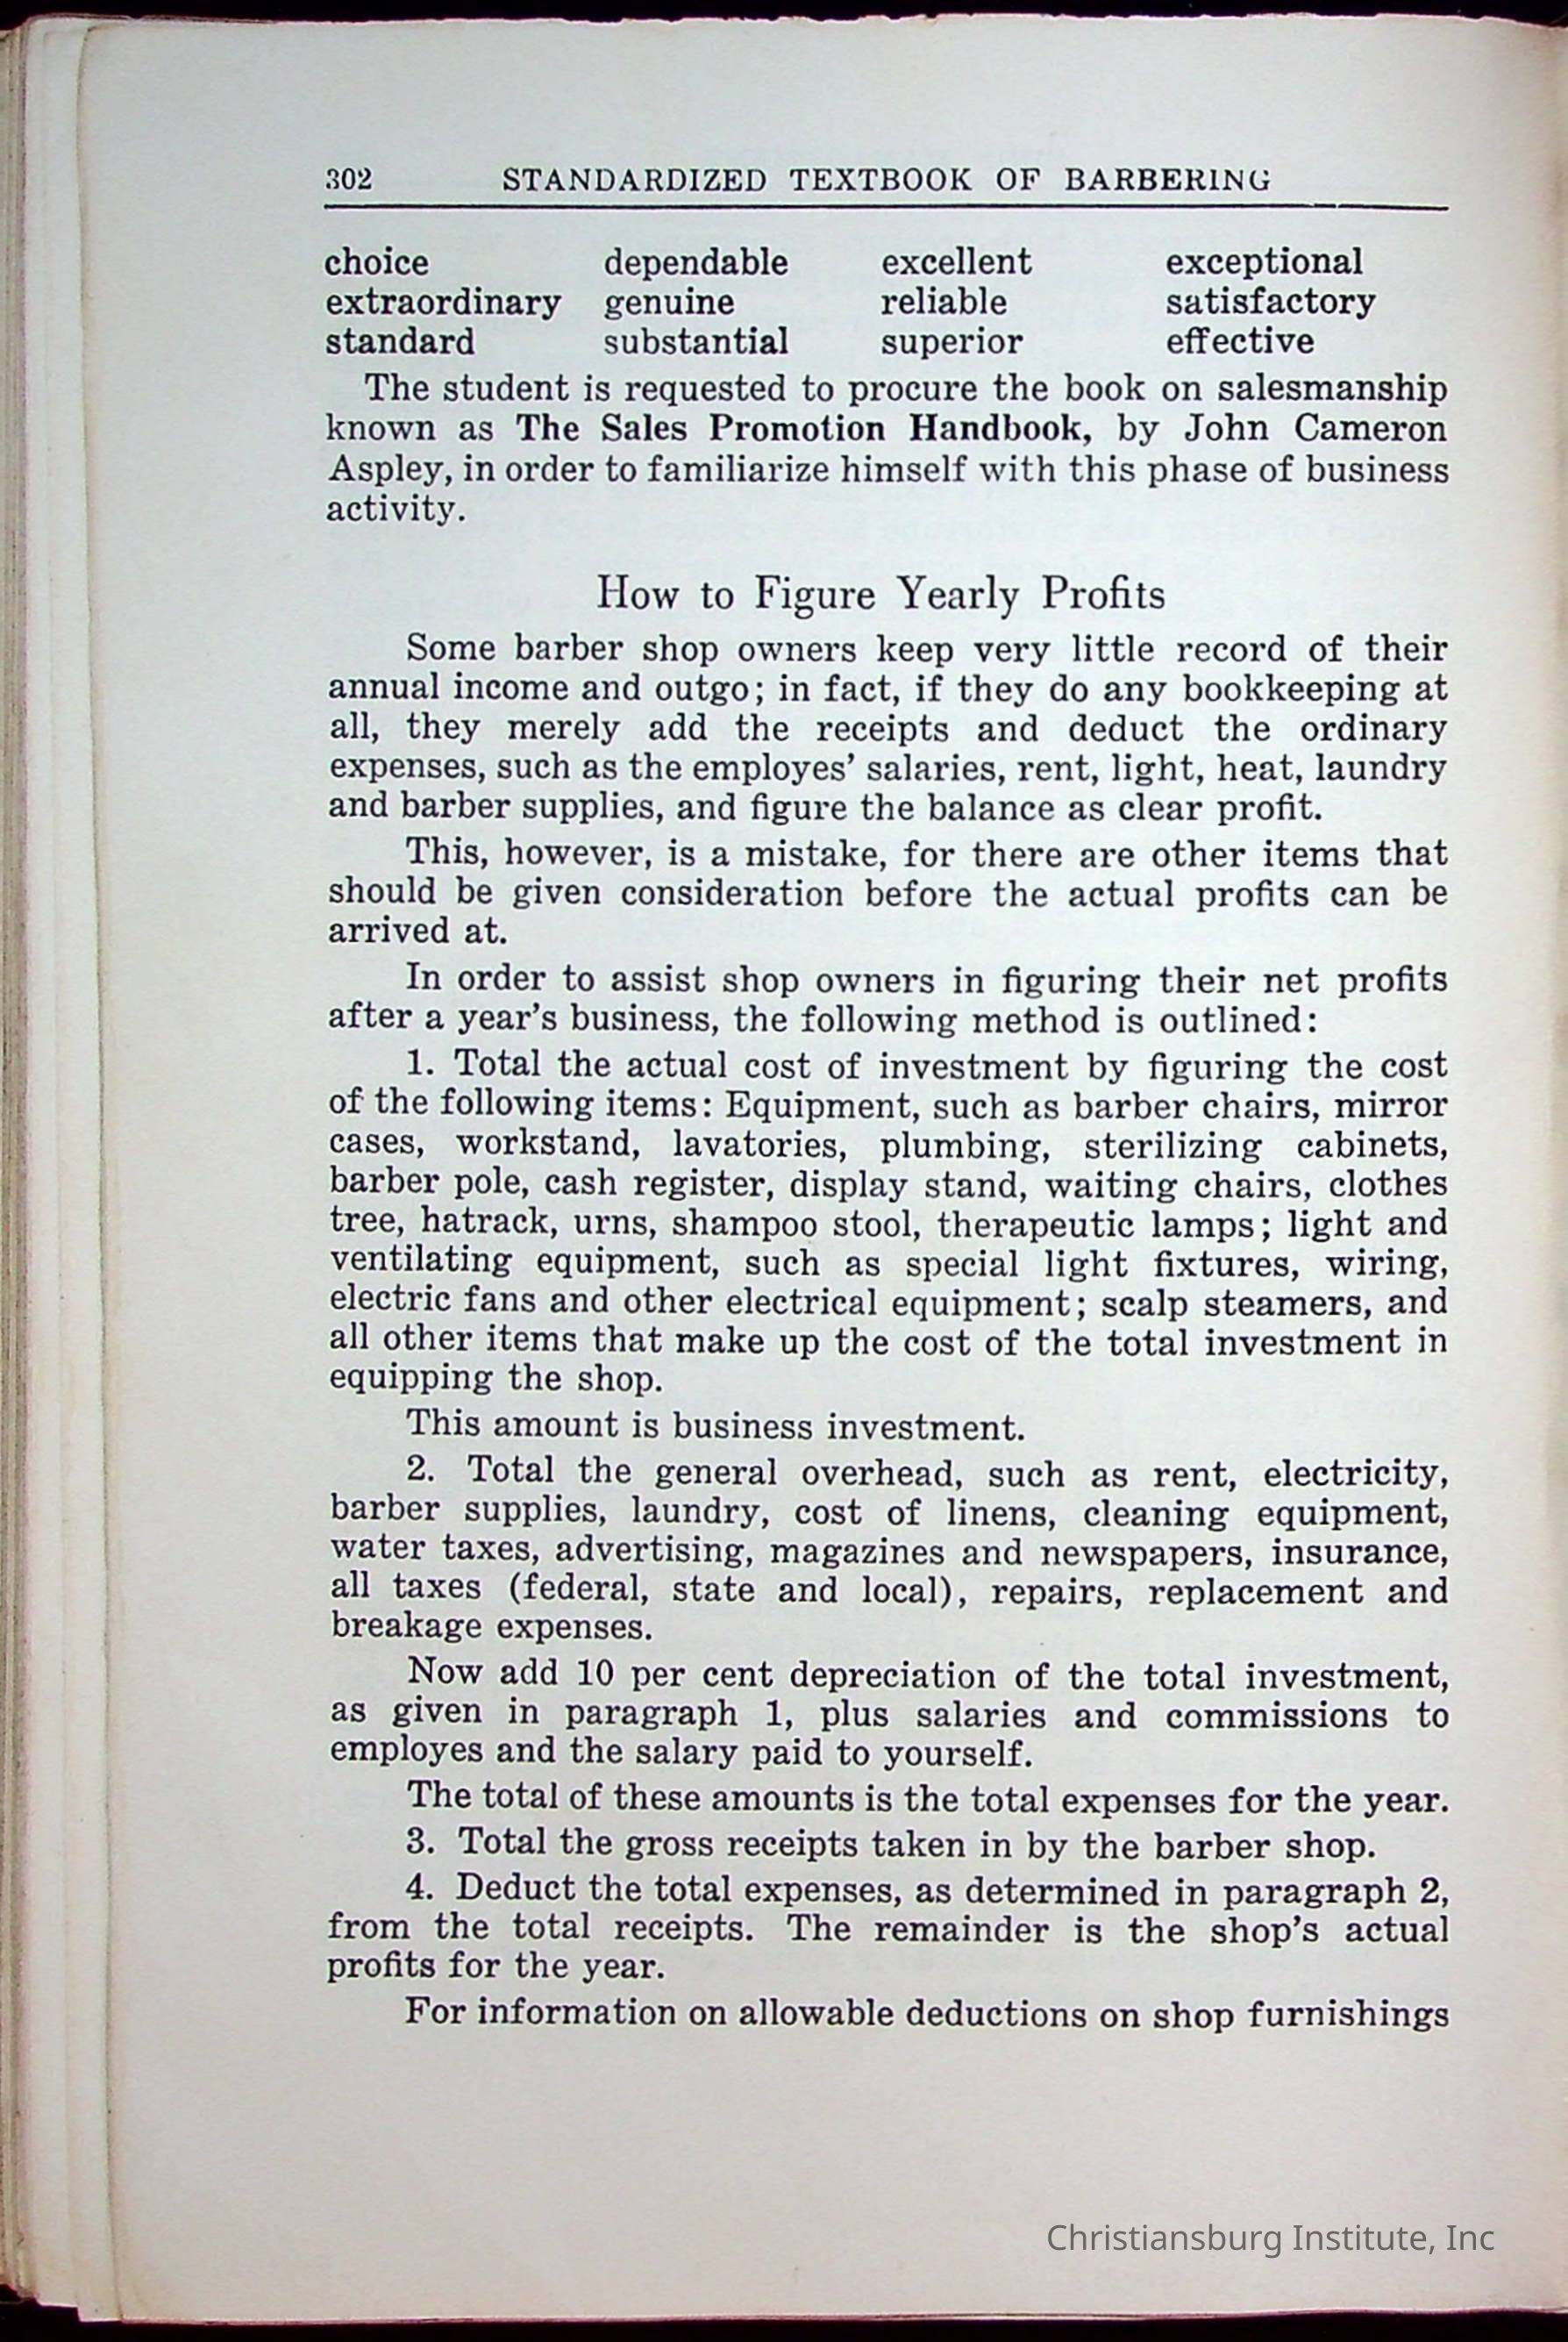 302 STANDARDIZED TEXTBOOK OF BARBERING
choice dependable excellent exceptional
extraordinary genuine reliable satisfactory
standard substantial superior effective
The student is requested to procure the book on salesmanship
known as The Sales Promotion Handbook, by John Cameron
Aspley, in order to familiarize himself with this phase of business
activity.
How to Figure Yearly Profits
Some barber shop owners keep very little record of their
annual income and outgo; in fact, if they do any bookkeeping at
all, they merely add the receipts and deduct the ordinary
expenses, such as the employes' salaries, rent, light, heat, laundry
and barber supplies, and figure the balance as clear profit.
This, however, is a mistake, for there are other items that
should be given consideration before the actual profits can be
arrived at.
In order to assist shop owners in figuring their net profits
after a year's business, the following method is outlined:
1. Total the actual cost of investment by figuring the cost
of the following items: Equipment, such as barber chairs, mirror
cases, workstand, lavatories, plumbing, sterilizing cabinets,
barber pole, cash register, display stand, waiting chairs, clothes
tree, hatrack, urns, shampoo stool, therapeutic lamps; light and
ventilating equipment, such as special light fixtures, wiring,
electric fans and other electrical equipment; scalp steamers, and
all other items that make up the cost of the total investment in
equipping the shop.
This amount is business investment.
2. Total the general overhead, such as rent, electricity,
barber supplies, laundry, cost of linens, cleaning equipment,
water taxes, advertising, magazines and newspapers, insurance,
all taxes (federal, state and local), repairs, replacement and
breakage expenses.
Now add 10 per cent depreciation of the total investment,
as given in paragraph 1, plus salaries and commissions to
employes and the salary paid to yourself.
The total of these amounts is the total expenses for the year.
3. Total the gross receipts taken in by the barber shop.
4. Deduct the total expenses, as determined in paragraph 2,
from the total receipts. The remainder is the shop's actual
profits for the year.
For information on allowable deductions on shop furnishings
Christiansburg Institute, Inc